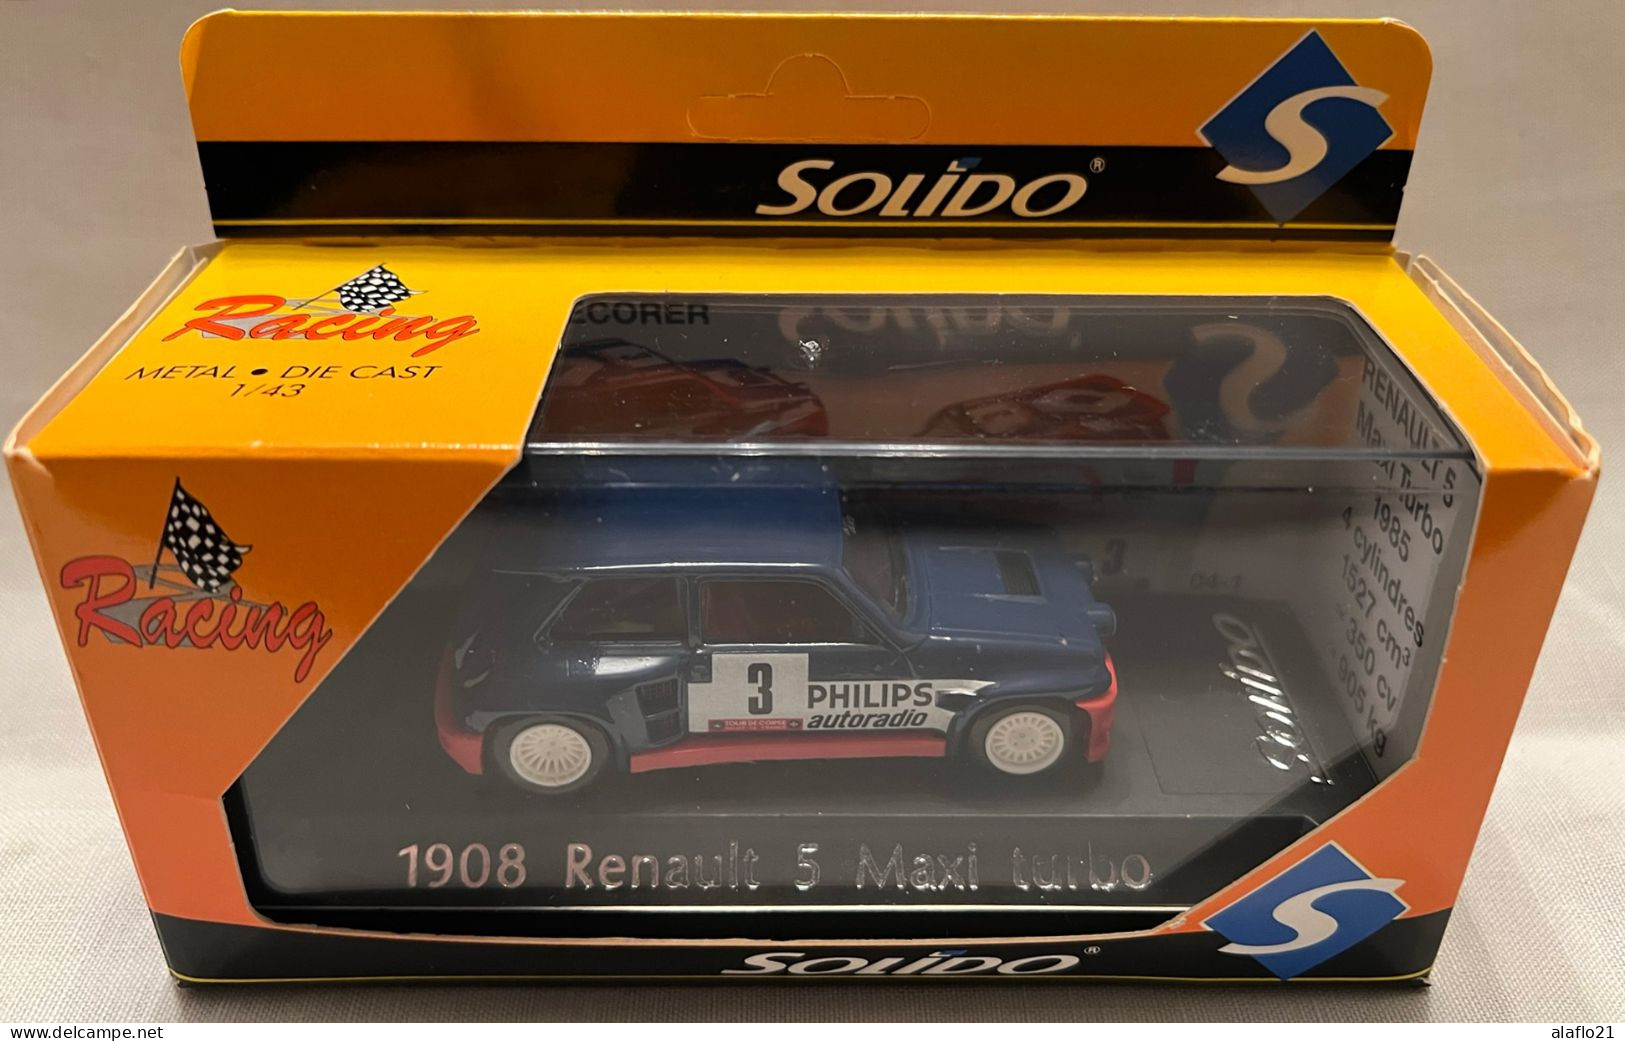 SOLIDO®
Racing
METAL • DIE CAST
1/43
ECORER
Solido
RENAULT 5
Maxi Turbo
1985
4 cylindres
1527 cm³
350 cv
905 kg
Racing
3
TOUR DE CORSE
PHILIPS
autoradio
3
Solido
1908 Renault 5 Maxi turbo
SOLIDO®
www.delcampe.net
alaflo21